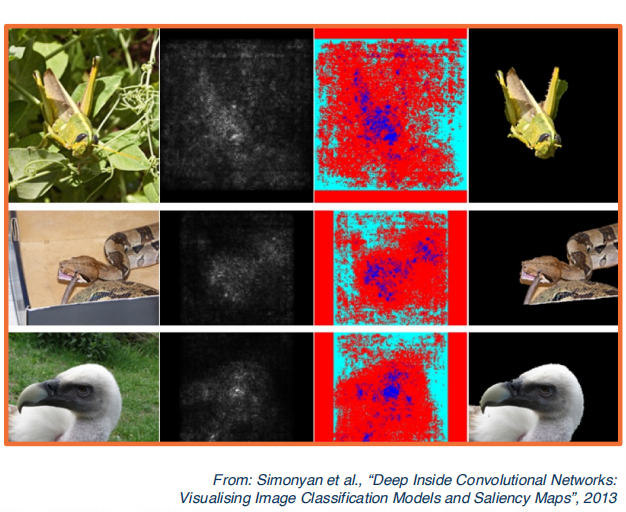 From: Simonyan et al., “Deep Inside Convolutional Networks:
Visualising Image Classification Models and Saliency Maps”, 2013